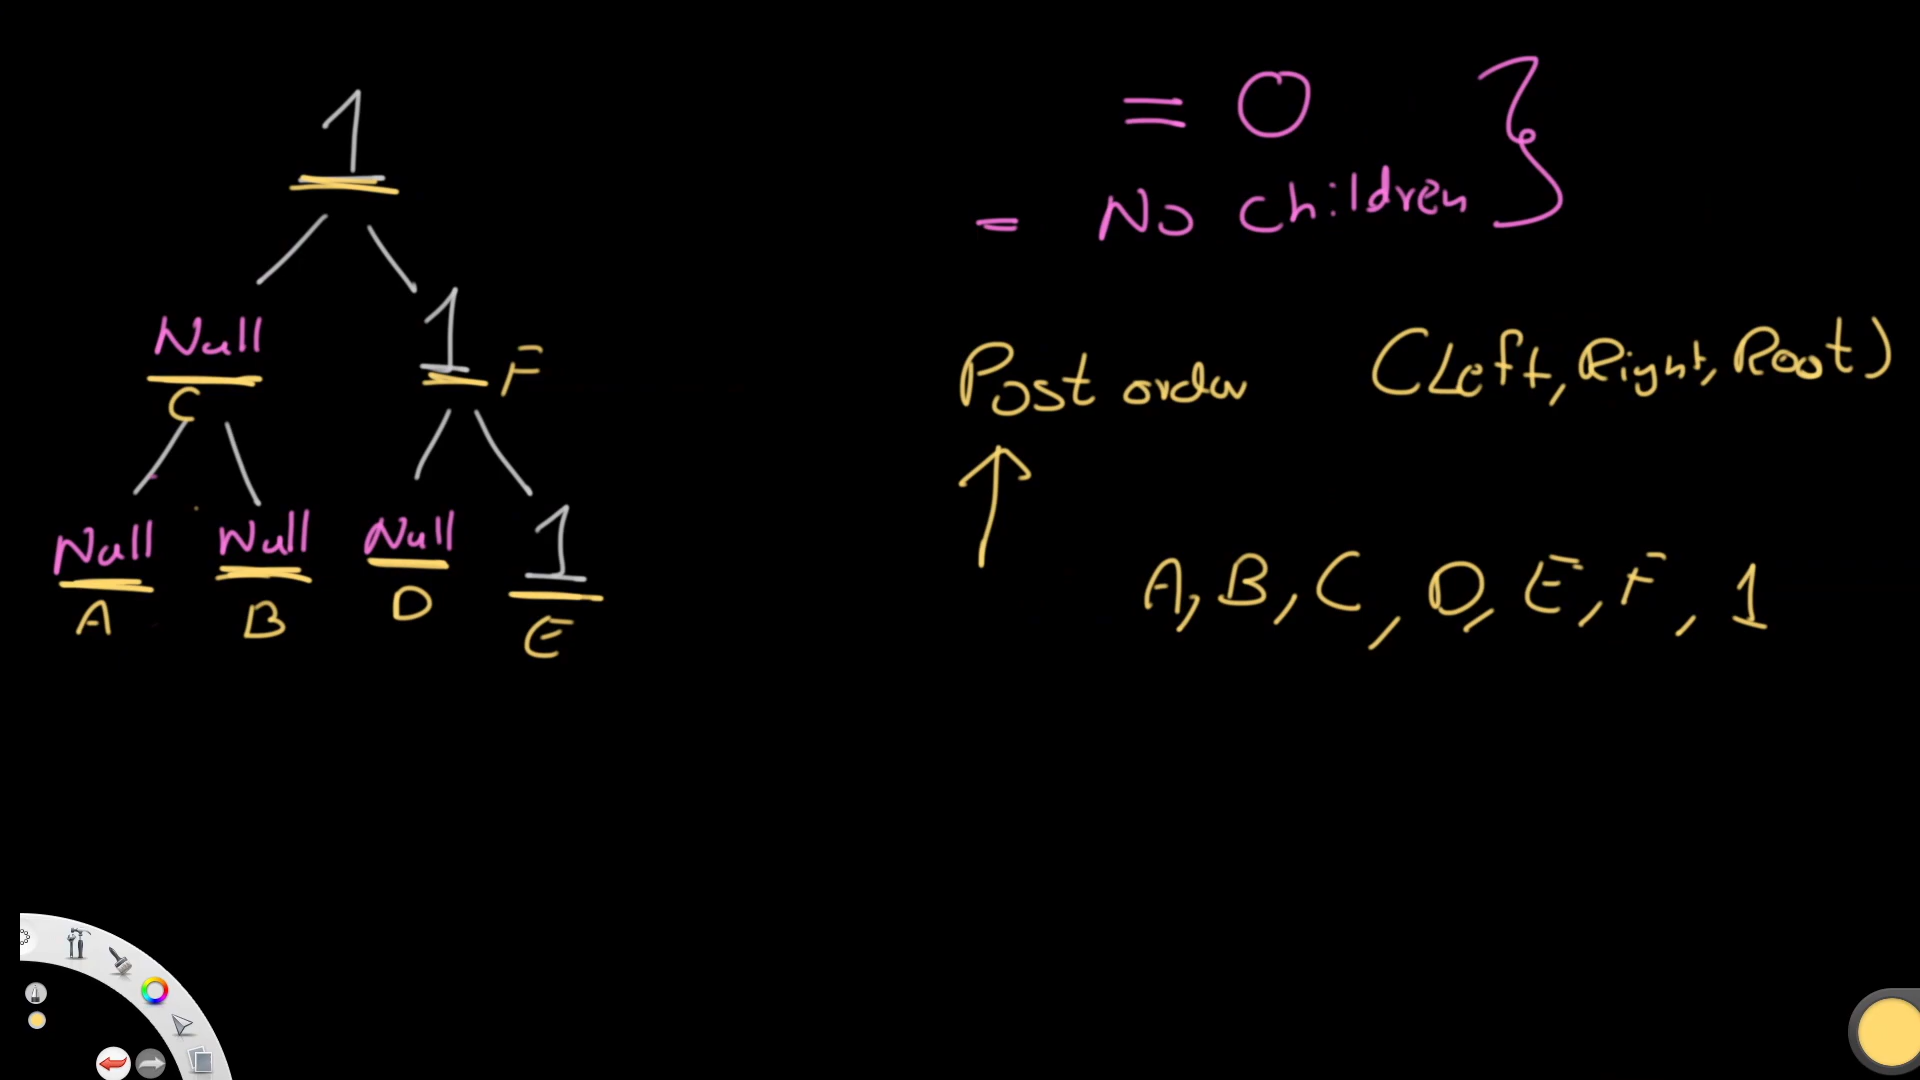 1
Null 1 F
C
Null Null Null 1
A B D E
= 0
= No children }
Post order (Left, Right, Root)
A, B, C, D, E, F, 1